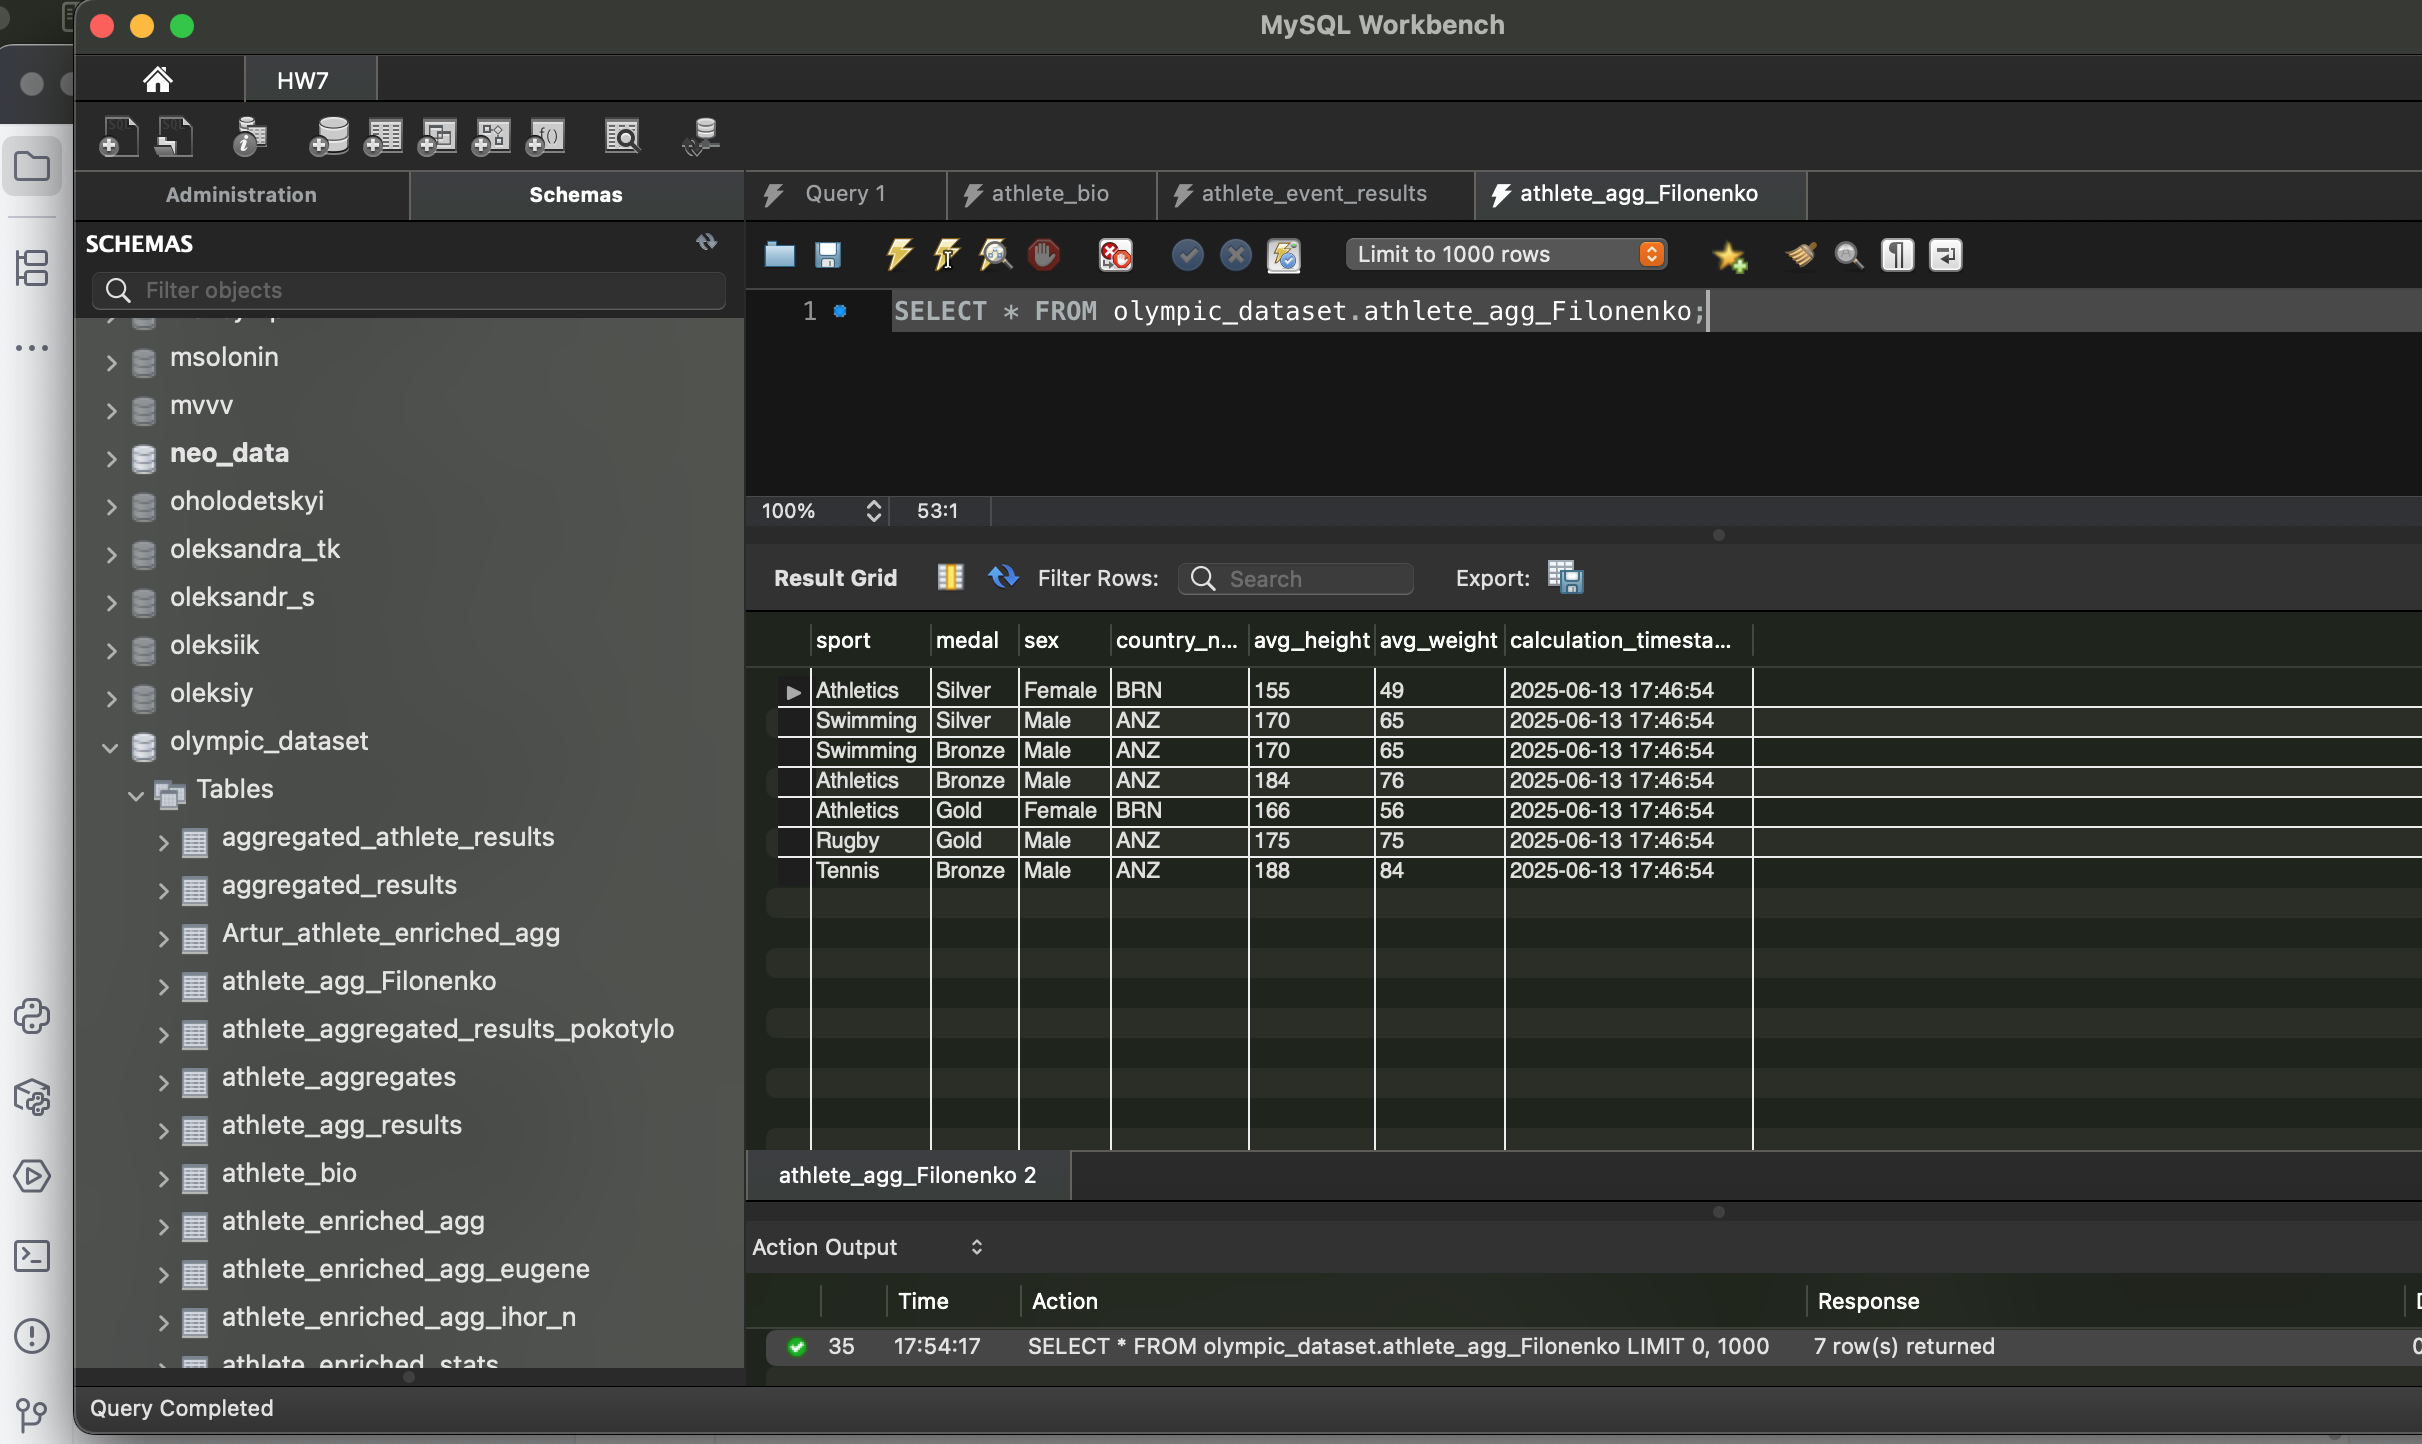 MySQL Workbench
HW7
Administration
Schemas
SCHEMAS
Filter objects
msolonin
mvvv
neo_data
oholodetskyi
oleksandra_tk
oleksandr_s
oleksiik
oleksiy
olympic_dataset
Tables
aggregated_athlete_results
aggregated_results
Artur_athlete_enriched_agg
athlete_agg_Filonenko
athlete_aggregated_results_pokotylo
athlete_aggregates
athlete_agg_results
athlete_bio
athlete_enriched_agg
athlete_enriched_agg_eugene
athlete_enriched_agg_ihor_n
athlete_enriched_stats
Query 1
athlete_bio
athlete_event_results
athlete_agg_Filonenko
Limit to 1000 rows
1 SELECT * FROM olympic_dataset.athlete_agg_Filonenko;
100% 53:1
Result Grid Filter Rows: Search Export:
sport medal sex country_n... avg_height avg_weight calculation_timesta...
Athletics Silver Female BRN 155 49 2025-06-13 17:46:54
Swimming Silver Male ANZ 170 65 2025-06-13 17:46:54
Swimming Bronze Male ANZ 170 65 2025-06-13 17:46:54
Athletics Bronze Male ANZ 184 76 2025-06-13 17:46:54
Athletics Gold Female BRN 166 56 2025-06-13 17:46:54
Rugby Gold Male ANZ 175 75 2025-06-13 17:46:54
Tennis Bronze Male ANZ 188 84 2025-06-13 17:46:54
athlete_agg_Filonenko 2
Action Output
Time Action Response
35 17:54:17 SELECT * FROM olympic_dataset.athlete_agg_Filonenko LIMIT 0, 1000 7 row(s) returned
Query Completed